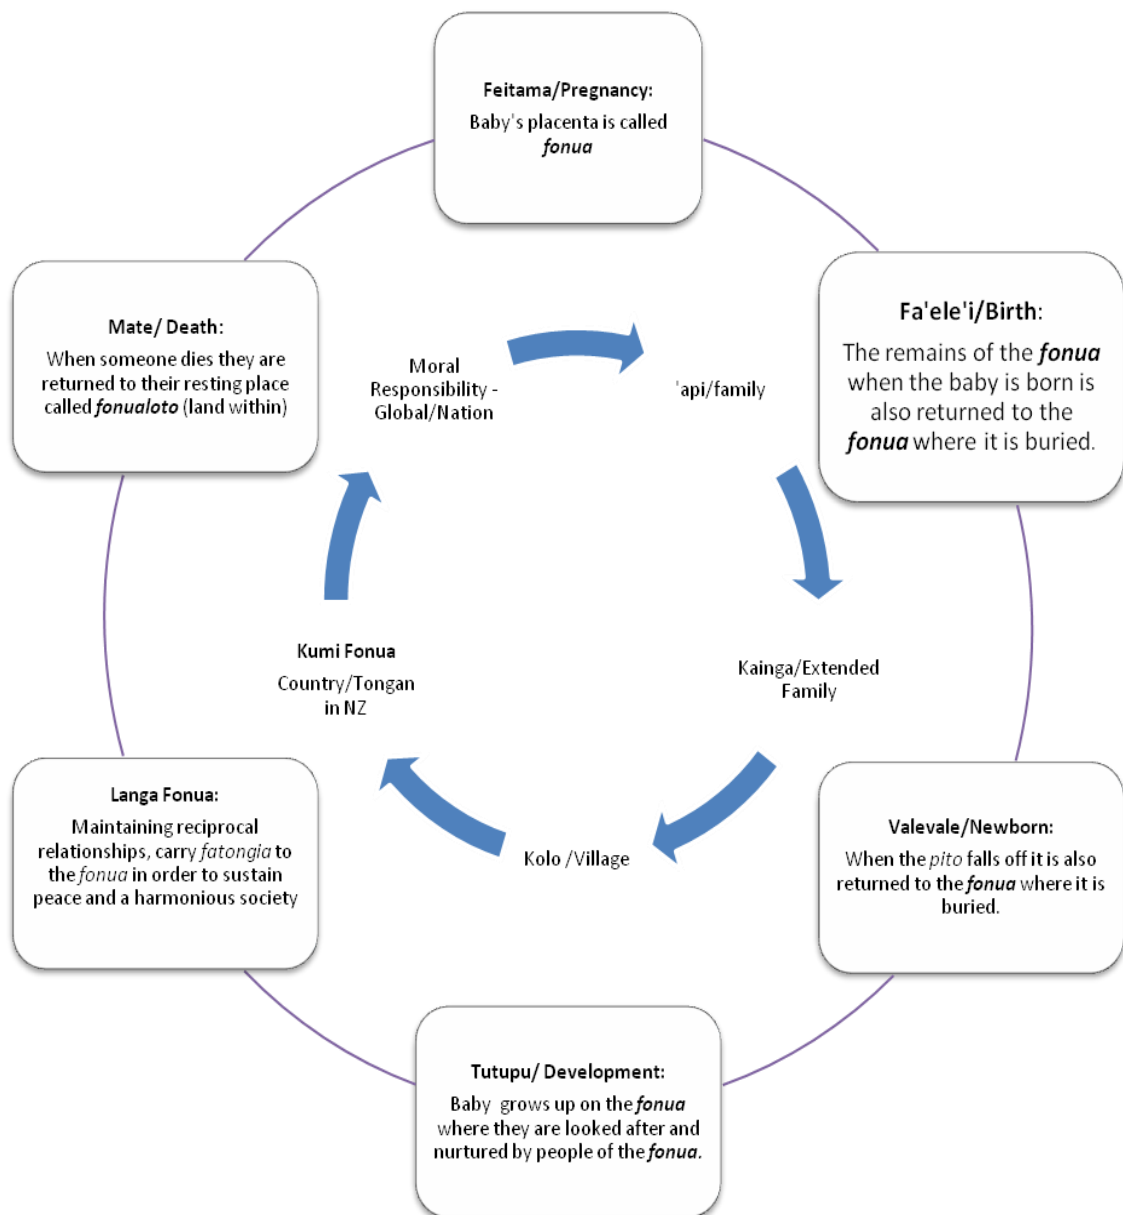 Feitama/Pregnancy:
Baby's placenta is called
fonua
Fa'ele'i/Birth:
The remains of the fonua
when the baby is born is
also returned to the
fonua where it is buried.
Valevale/Newborn:
When the pito falls off it is also
returned to the fonua where it is
buried.
Tutupu/ Development:
Baby grows up on the fonua
where they are looked after and
nurtured by people of the fonua.
Langa Fonua:
Maintaining reciprocal
relationships, carry fatongia to
the fonua in order to sustain
peace and a harmonious society
Mate/ Death:
When someone dies they are
returned to their resting place
called fonualoto (land within)
Moral
Responsibility -
Global/Nation
'api/family
Kainga/Extended
Family
Kolo /Village
Kumi Fonua
Country/Tongan
in NZ